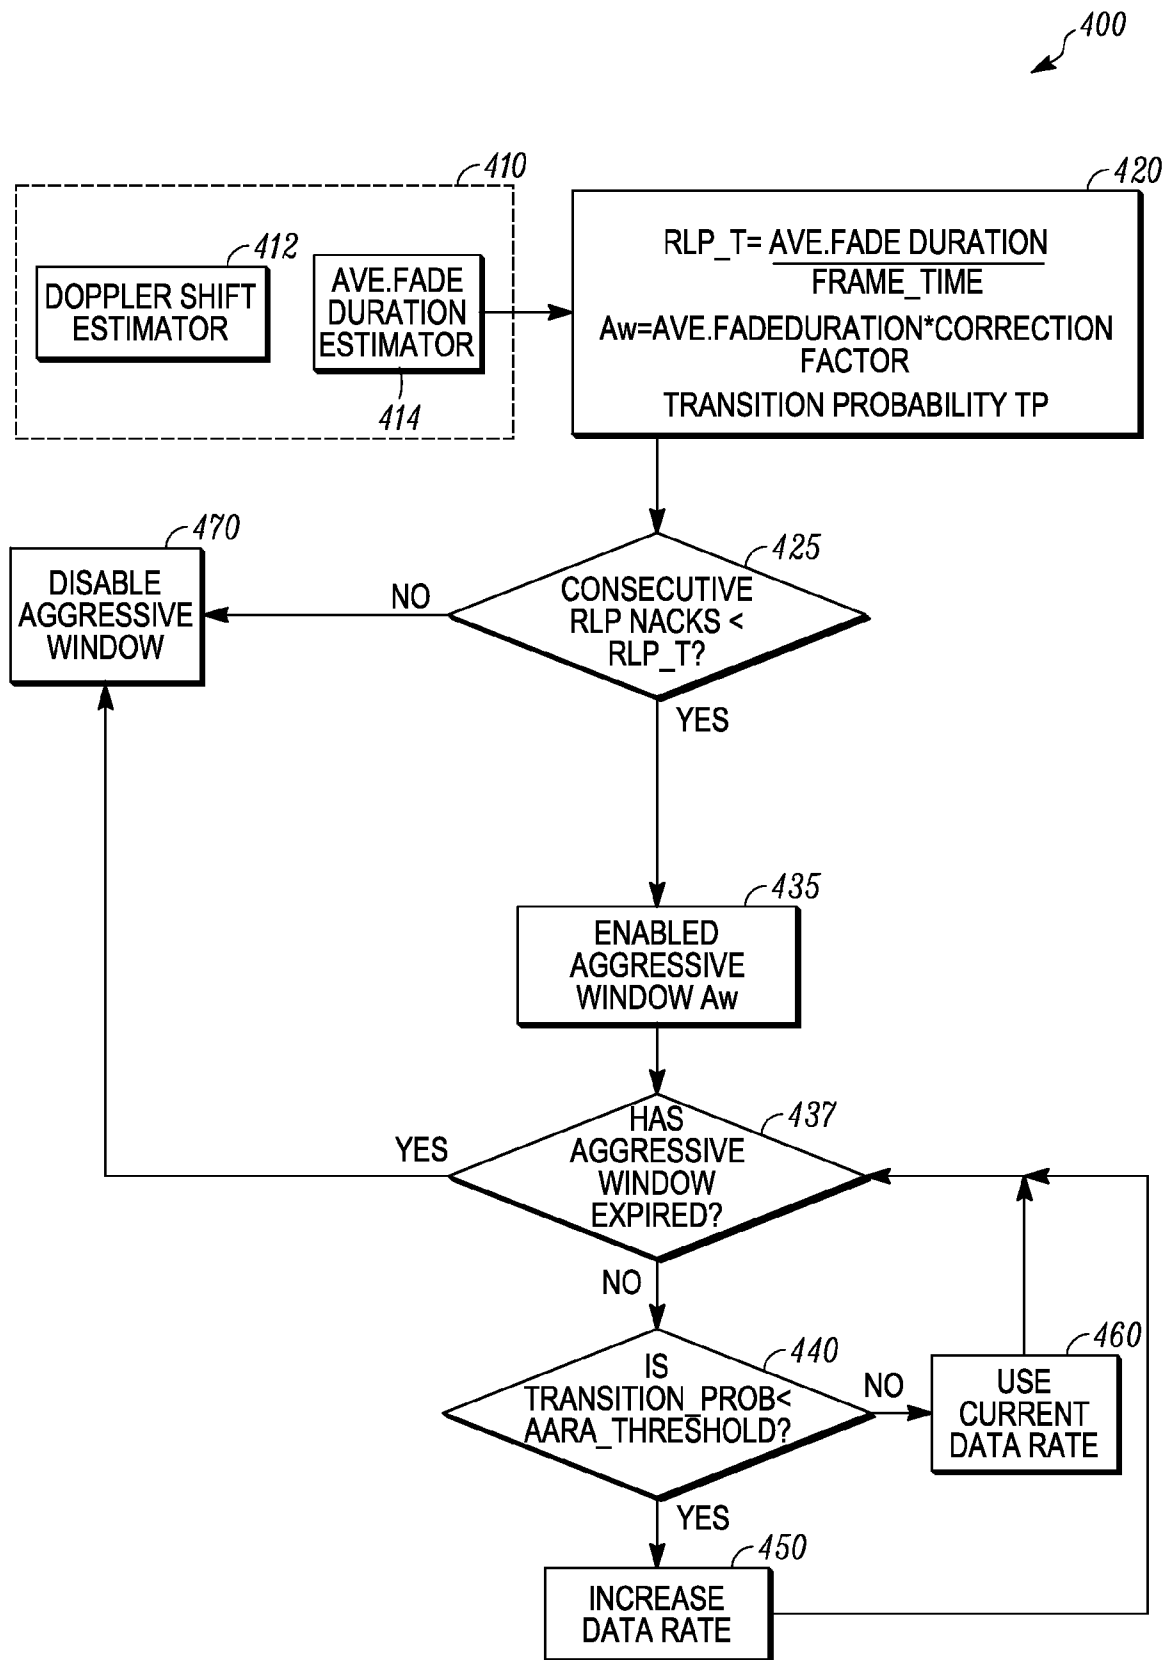 400
410
412
DOPPLER SHIFT
ESTIMATOR
AVE.FADE
DURATION
ESTIMATOR
414
420
RLP_T= AVE.FADE DURATION
FRAME_TIME
Aw=AVE.FADEDURATION*CORRECTION
FACTOR
TRANSITION PROBABILITY TP
470
DISABLE
AGGRESSIVE
WINDOW
NO
425
CONSECUTIVE
RLP NACKS <
RLP_T?
YES
435
ENABLED
AGGRESSIVE
WINDOW Aw
YES
437
HAS
AGGRESSIVE
WINDOW
EXPIRED?
NO
440
IS
TRANSITION_PROB<
AARA_THRESHOLD?
NO
460
USE
CURRENT
DATA RATE
YES
450
INCREASE
DATA RATE